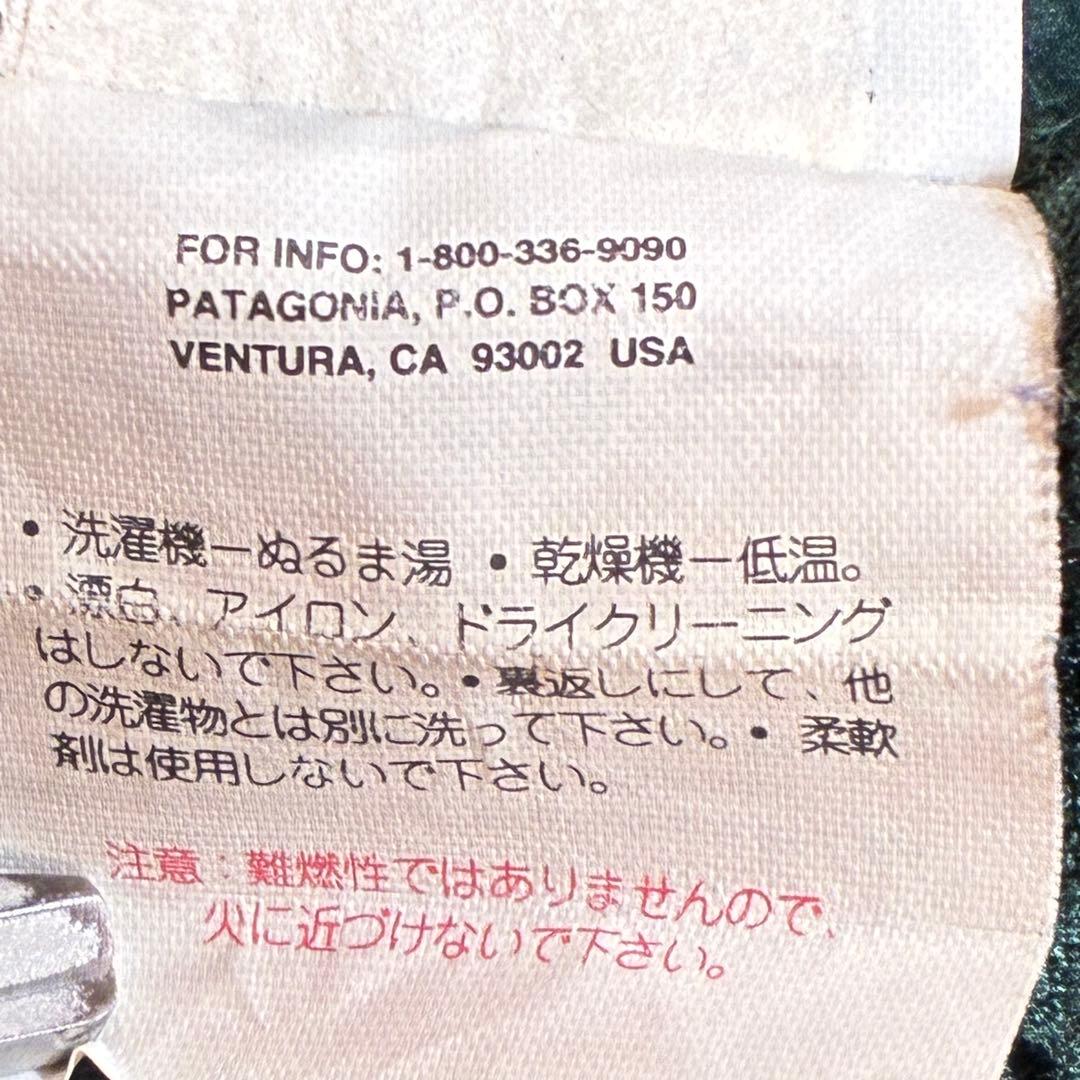 FOR INFO: 1-800-336-9090
PATAGONIA, P.O. BOX 150
VENTURA, CA 93002 USA
・洗濯機—ぬるま湯 ・乾燥機—低温。
・漂白、アイロン、ドライクリーニング
はしないで下さい。・裏返しにして、他
の洗濯物とは別に洗って下さい。・ 柔軟
剤は使用しないで下さい。
注意：難燃性ではありませんので、
火に近づけないで下さい。